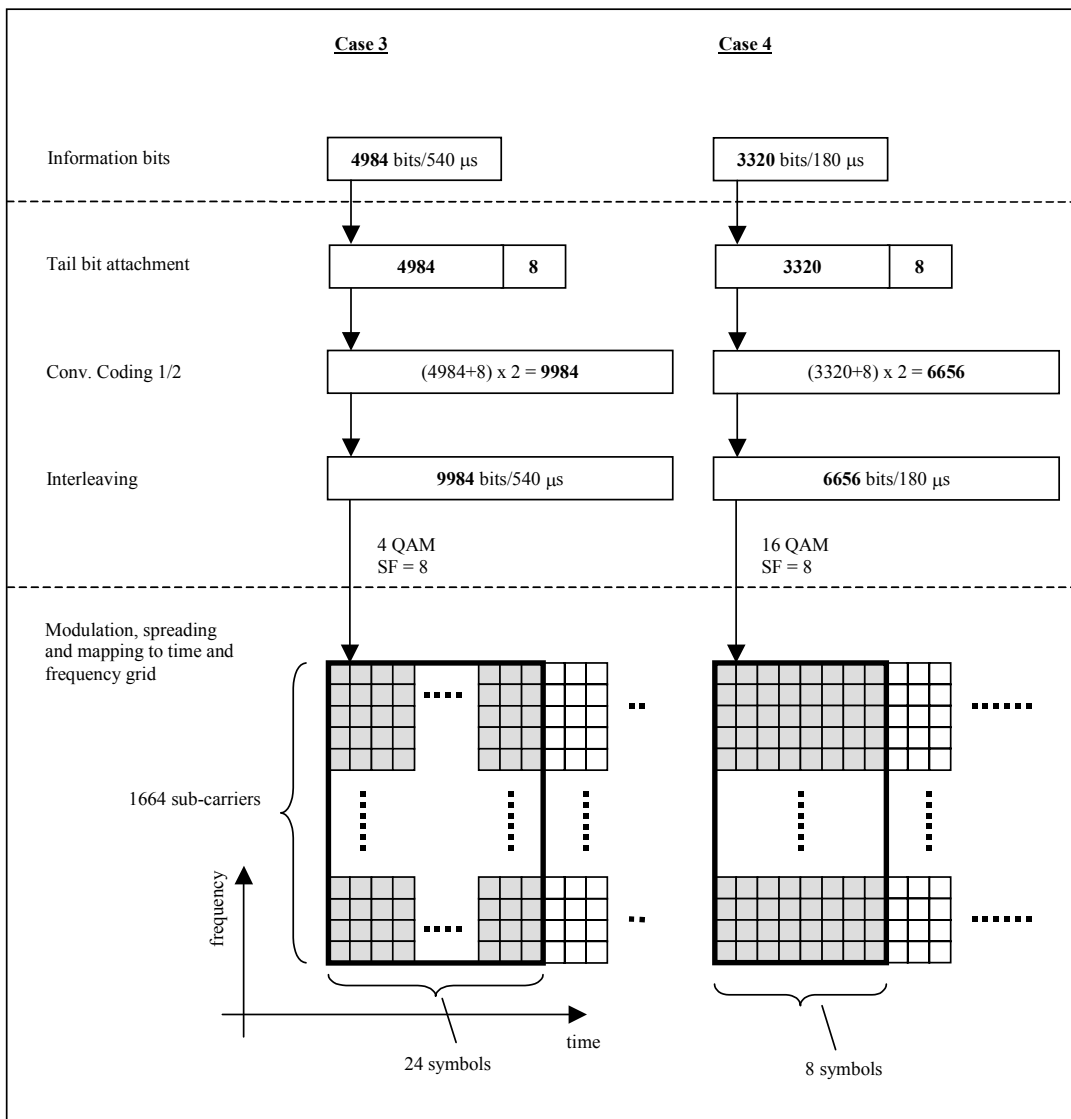 Case 3 Case 4
Information bits 4984 bits/540 μs 3320 bits/180 μs
Tail bit attachment 4984 8 3320 8
Conv. Coding 1/2 (4984+8) x 2 = 9984 (3320+8) x 2 = 6656
Interleaving 9984 bits/540 μs 6656 bits/180 μs
4 QAM 16 QAM
SF = 8 SF = 8
Modulation, spreading
and mapping to time and
frequency grid
1664 sub-carriers
frequency
time
24 symbols 8 symbols